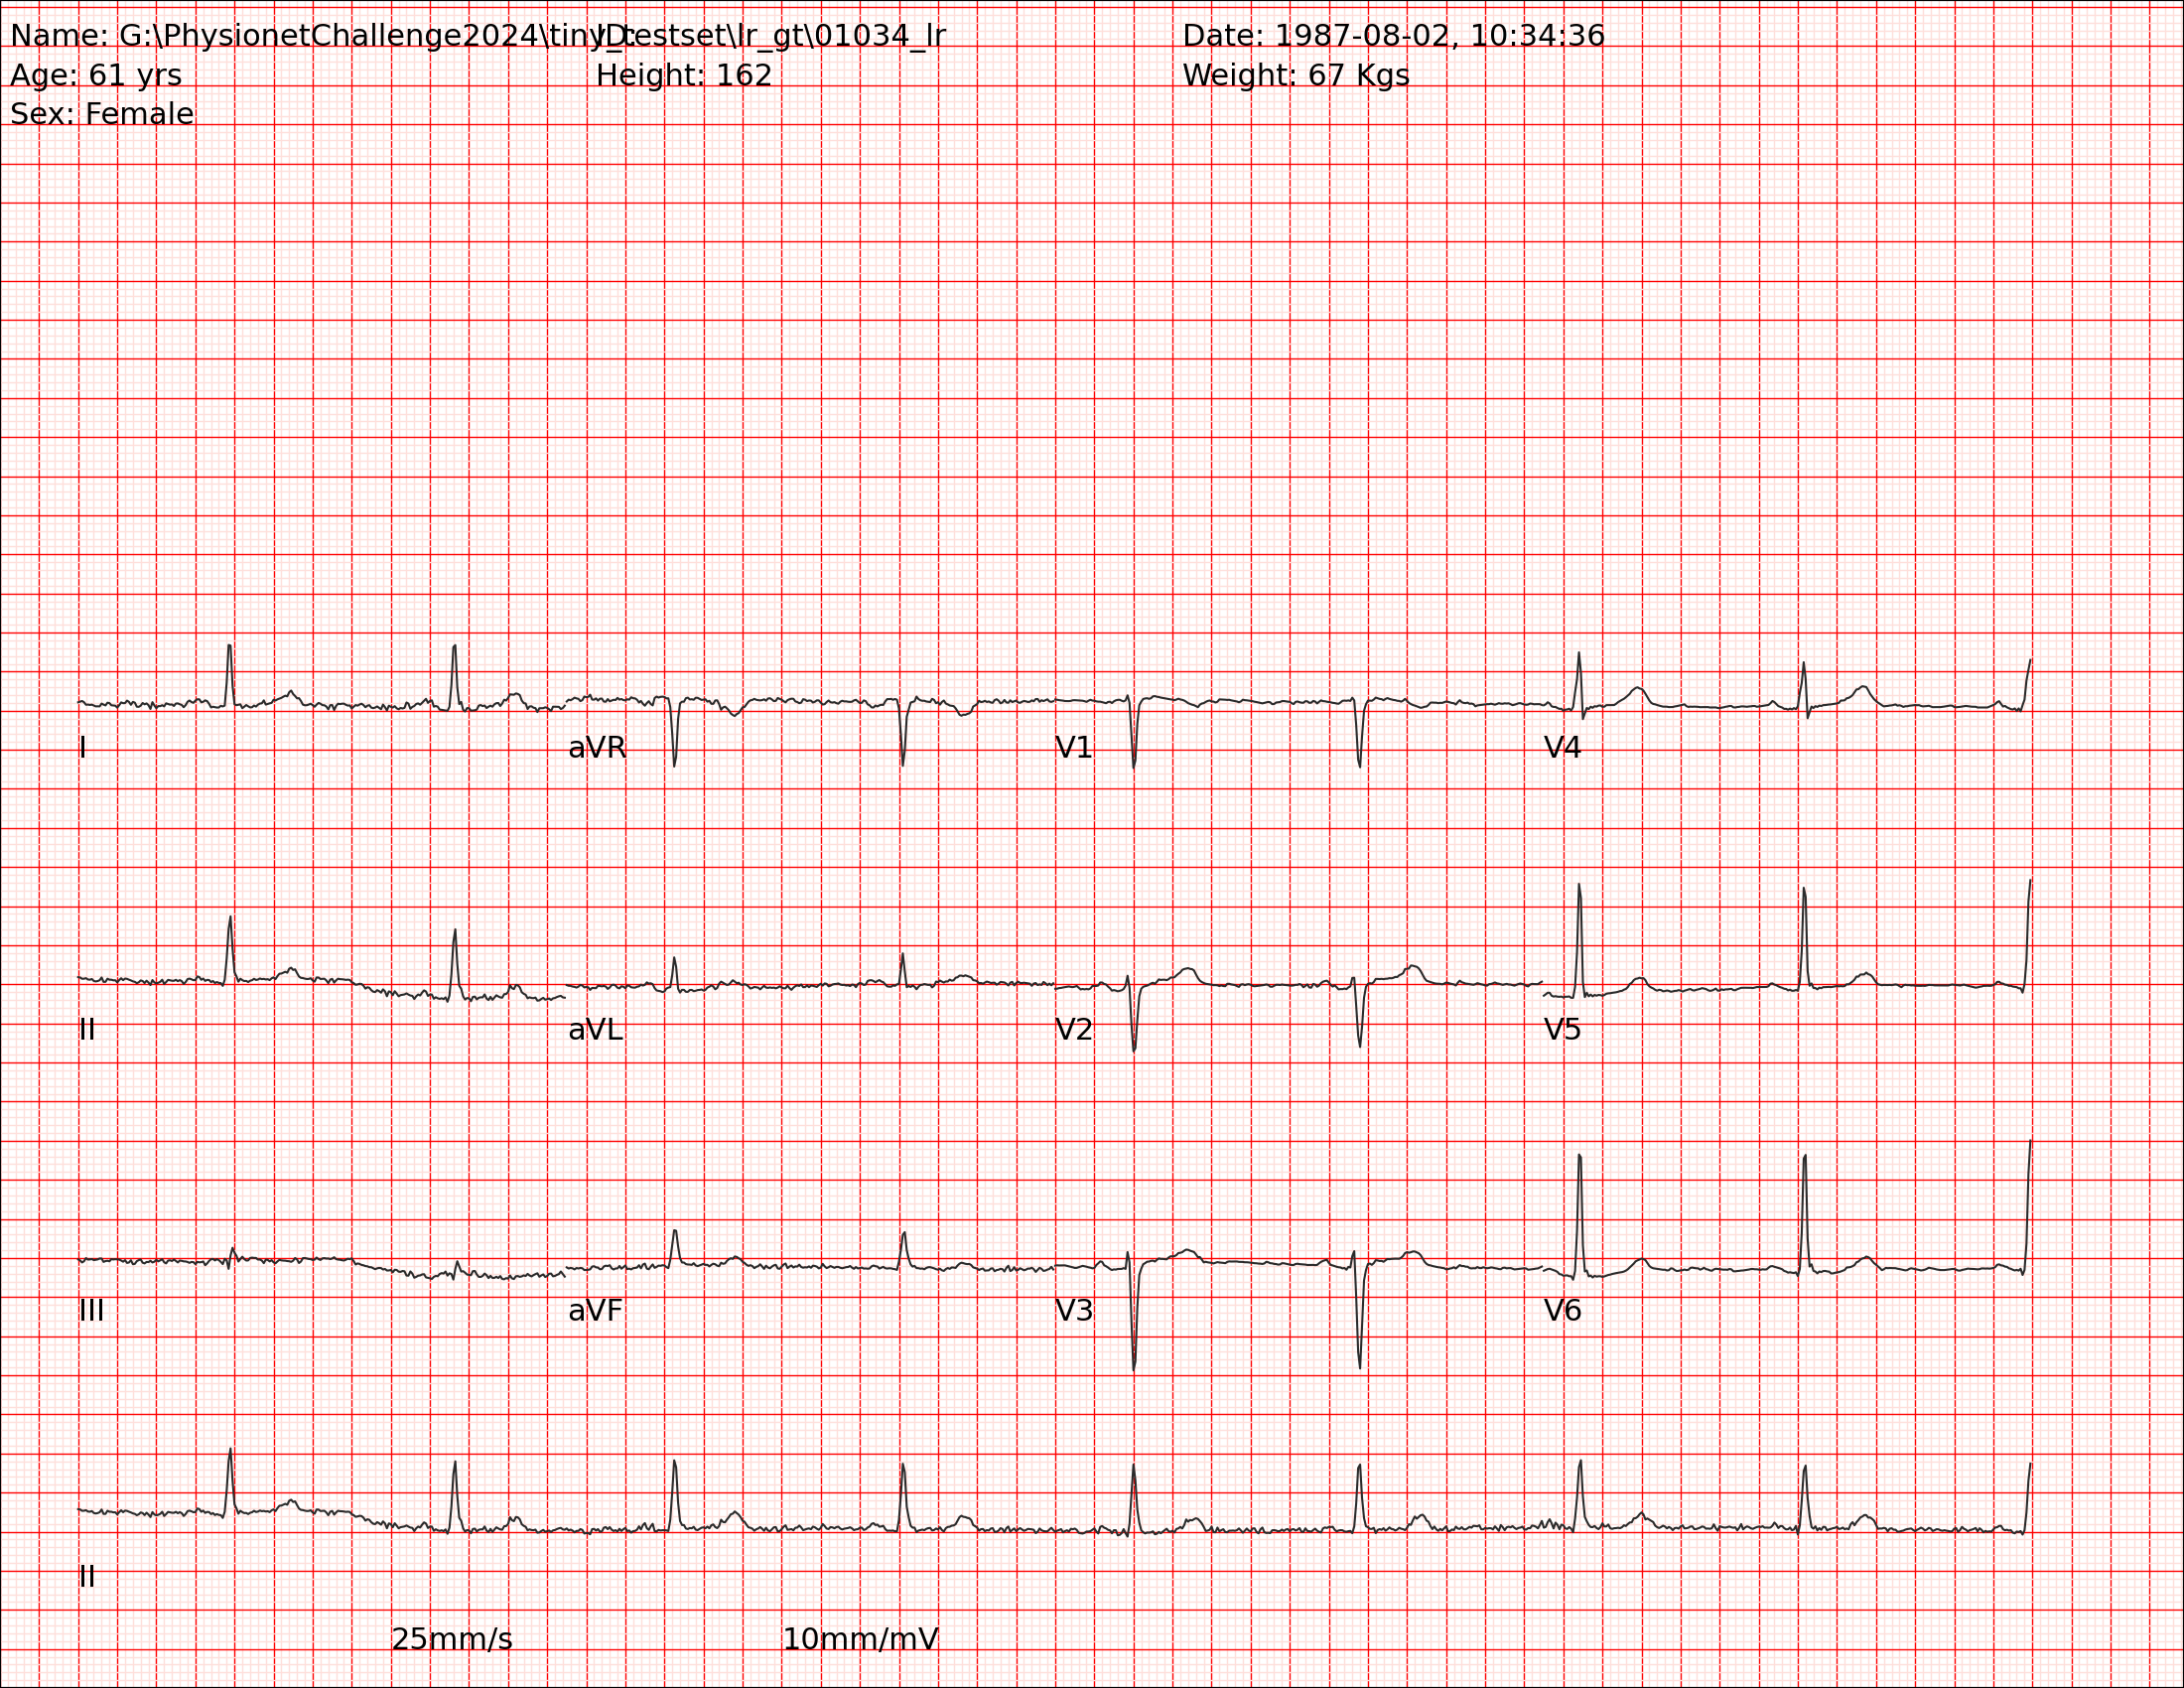 Name: G:\PhysionetChallenge2024\tiny_testset\lr_gt\01034_lr ID: Date: 1987-08-02, 10:34:36
Age: 61 yrs Height: 162 Weight: 67 Kgs
Sex: Female
I aVR V1 V4
II aVL V2 V5
III aVF V3 V6
II
25mm/s 10mm/mV